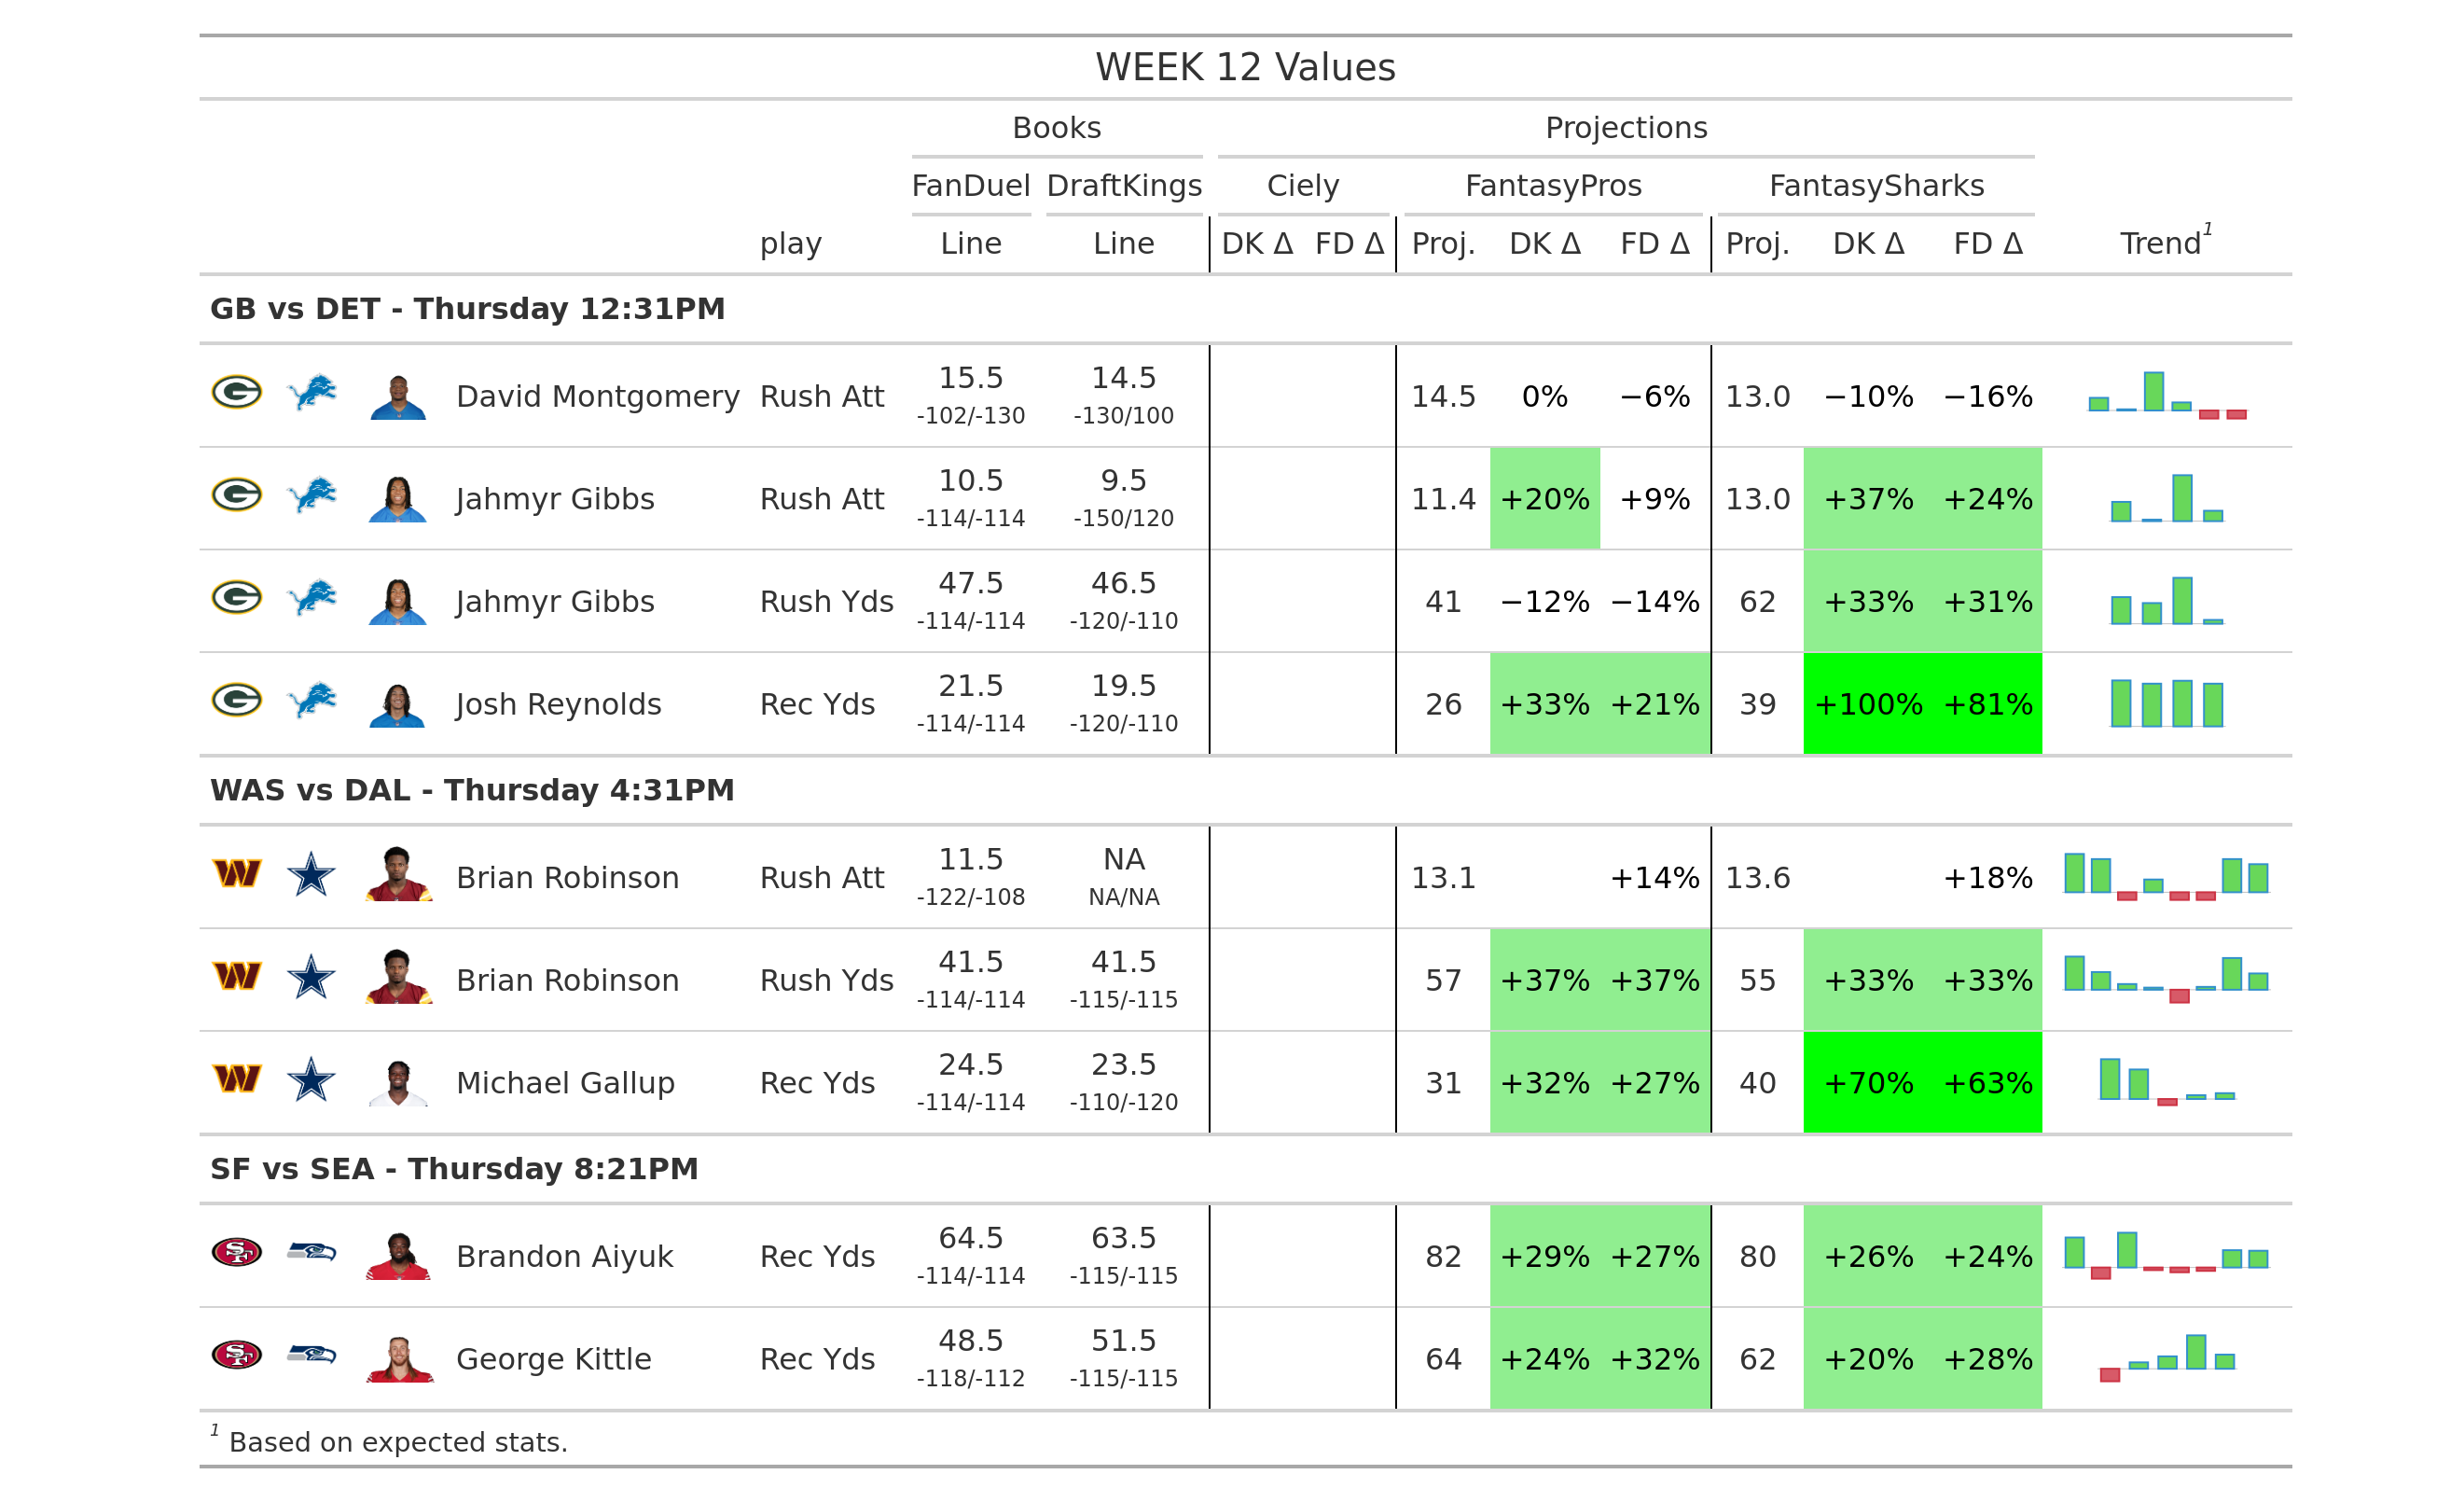 WEEK 12 Values
Books Projections
FanDuel DraftKings Ciely FantasyPros FantasySharks
play Line Line DK Δ FD Δ Proj. DK Δ FD Δ Proj. DK Δ FD Δ Trend1
GB vs DET - Thursday 12:31PM
David Montgomery Rush Att 15.5 14.5 14.5 0% −6% 13.0 −10% −16%
-102/-130 -130/100
Jahmyr Gibbs Rush Att 10.5 9.5 11.4 +20% +9% 13.0 +37% +24%
-114/-114 -150/120
Jahmyr Gibbs Rush Yds 47.5 46.5 41 −12% −14% 62 +33% +31%
-114/-114 -120/-110
Josh Reynolds Rec Yds 21.5 19.5 26 +33% +21% 39 +100% +81%
-114/-114 -120/-110
WAS vs DAL - Thursday 4:31PM
Brian Robinson Rush Att 11.5 NA 13.1 +14% 13.6 +18%
-122/-108 NA/NA
Brian Robinson Rush Yds 41.5 41.5 57 +37% +37% 55 +33% +33%
-114/-114 -115/-115
Michael Gallup Rec Yds 24.5 23.5 31 +32% +27% 40 +70% +63%
-114/-114 -110/-120
SF vs SEA - Thursday 8:21PM
Brandon Aiyuk Rec Yds 64.5 63.5 82 +29% +27% 80 +26% +24%
-114/-114 -115/-115
George Kittle Rec Yds 48.5 51.5 64 +24% +32% 62 +20% +28%
-118/-112 -115/-115
1 Based on expected stats.